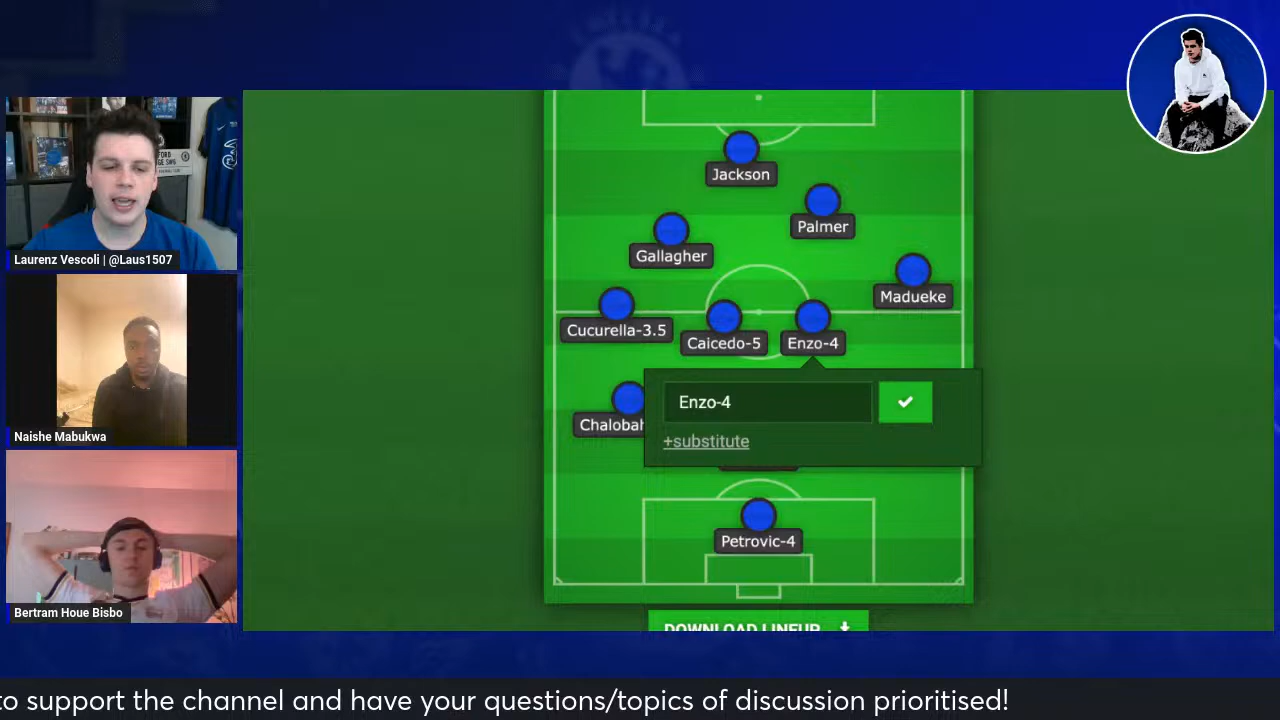 Laurenz Vescoli | @Laus1507
Naishe Mabukwa
Bertram Houe Bisbo
Jackson
Palmer
Gallagher
Madueke
Cucurella-3.5
Caicedo-5
Enzo-4
Enzo-4
+substitute
Chalobah
Petrovic-4
DOWNLOAD LINEUP
to support the channel and have your questions/topics of discussion prioritised!